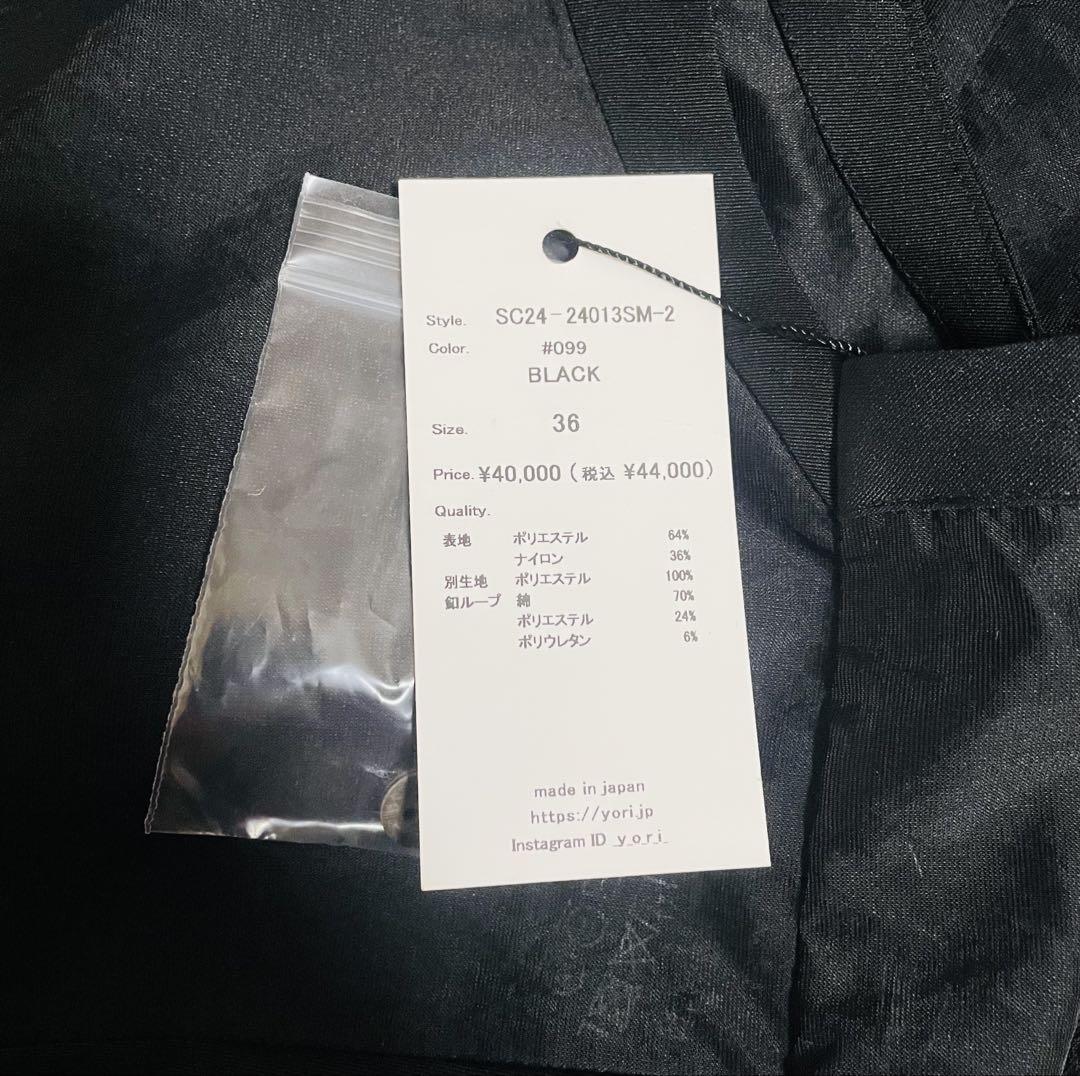 Style. SC24-24013SM-2
Color. #099
BLACK
Size. 36
Price. ¥40,000 (税込 ¥44,000)
Quality.
表地 ポリエステル 64%
ナイロン 36%
別生地 ポリエステル 100%
釦ループ 綿 70%
ポリエステル 24%
ポリウレタン 6%
made in japan
https://yori.jp
Instagram ID _y_o_r_i_